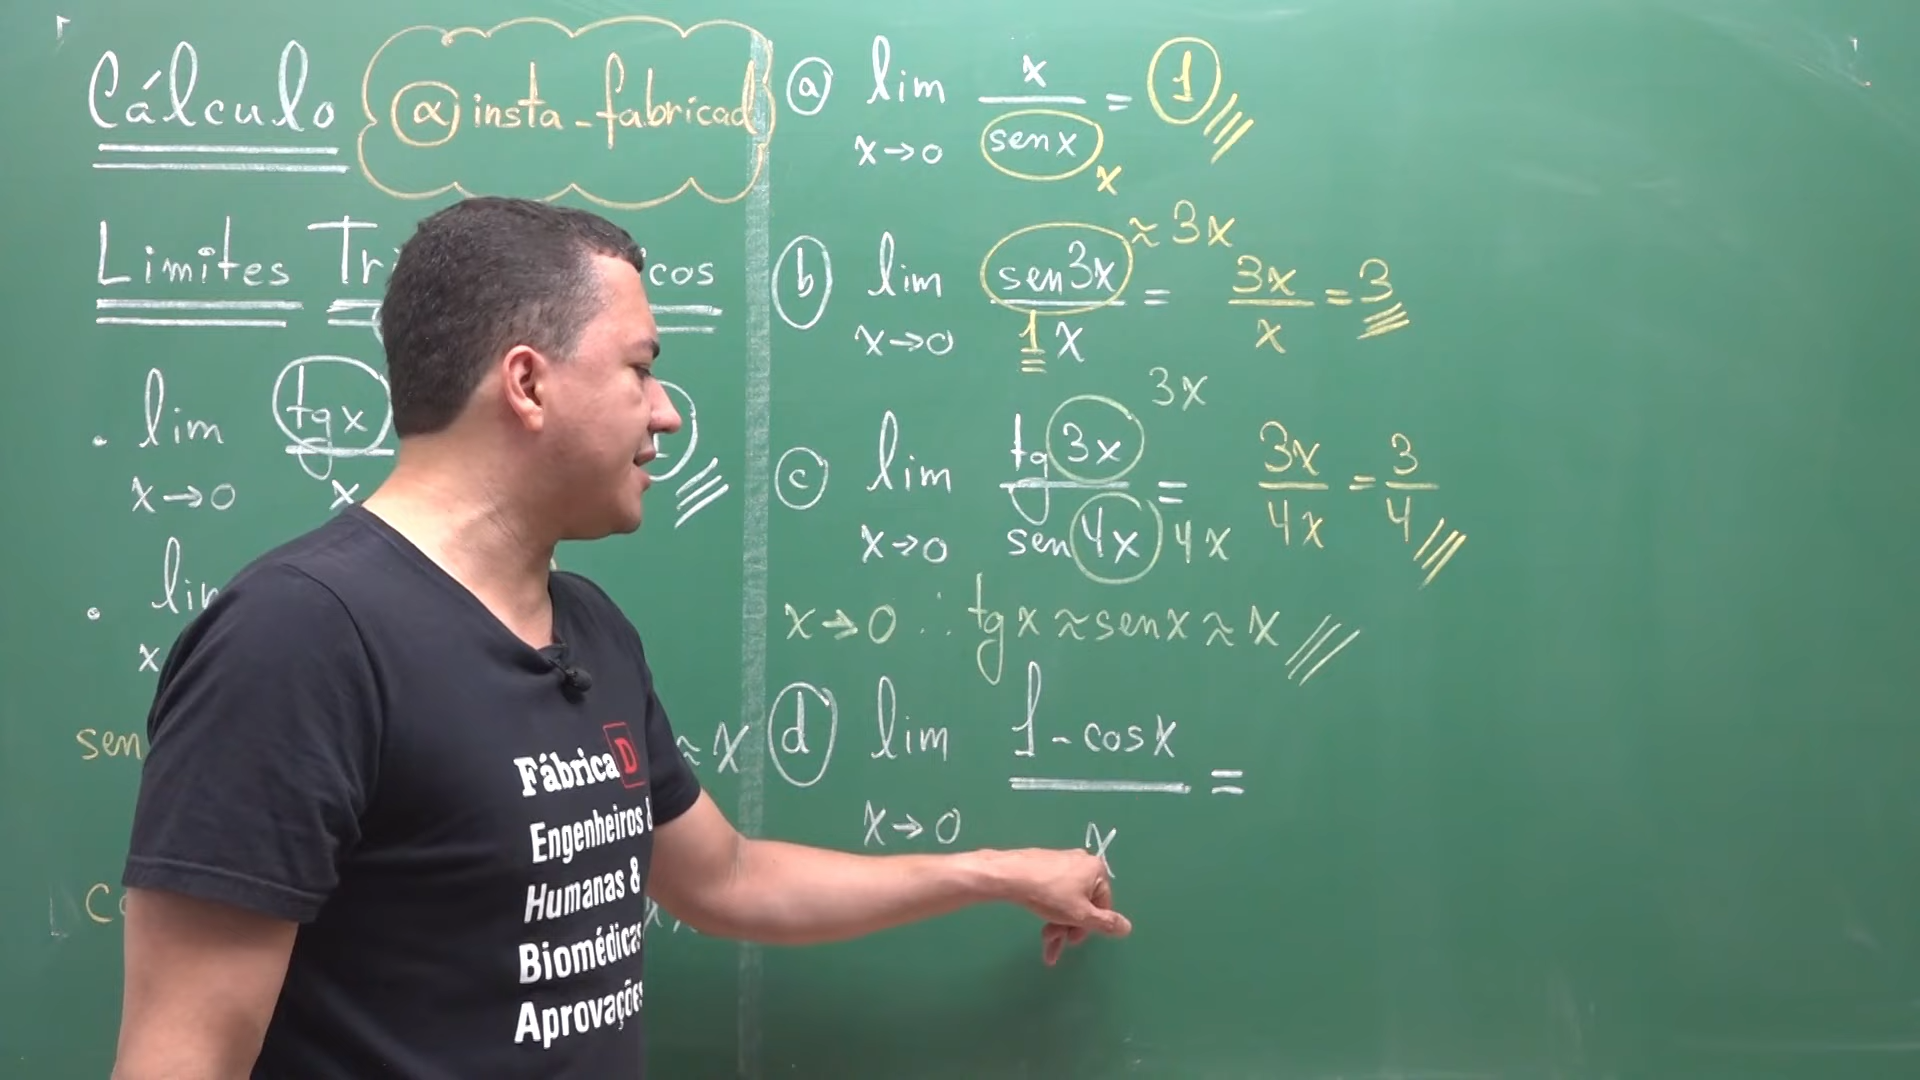 Cálculo
@insta_fabricad
Limites Tri cos
• lim tgx/x
x→0
• lim
x
sen ≈ x
a) lim x/senx = 1
x→0 x
b) lim sen3x/1x = 3x/x = 3
x→0 ≈3x
c) lim tg3x/sen4x = 3x/4x = 3/4
x→0 3x 4x
x→0 ∴ tgx≈senx≈x
d) lim 1-cosx/x =
x→0
FábricaD
Engenheiros &
Humanas &
Biomédicas
Aprovações